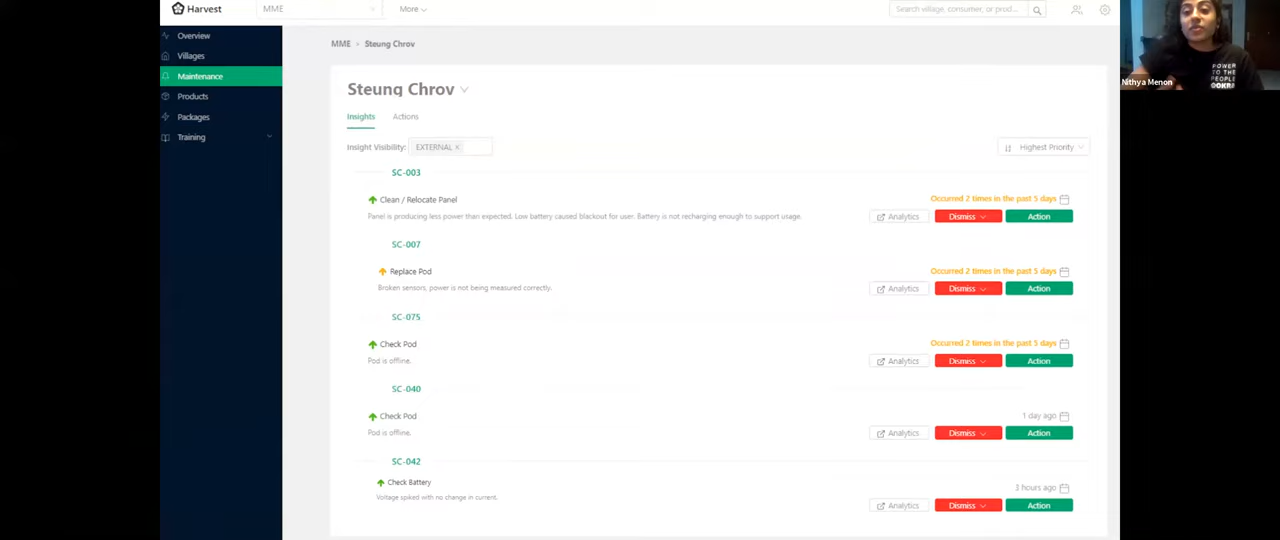 Harvest
MME
More
Search village, consumer, or prod...
Overview
Villages
Maintenance
Products
Packages
Training
MME > Steung Chrov
Steung Chrov
Insights Actions
Insight Visibility: EXTERNAL × Highest Priority
SC-003
Clean / Relocate Panel Occurred 2 times in the past 5 days
Panel is producing less power than expected. Low battery caused blackout for user. Battery is not recharging enough to support usage. Analytics Dismiss Action
SC-007
Replace Pod Occurred 2 times in the past 5 days
Broken sensors, power is not being measured correctly. Analytics Dismiss Action
SC-075
Check Pod Occurred 2 times in the past 5 days
Pod is offline. Analytics Dismiss Action
SC-040
Check Pod 1 day ago
Pod is offline. Analytics Dismiss Action
SC-042
Check Battery 3 hours ago
Voltage spiked with no change in current. Analytics Dismiss Action
POWER
TO THE
PEOPLE
OKRA
Nithya Menon